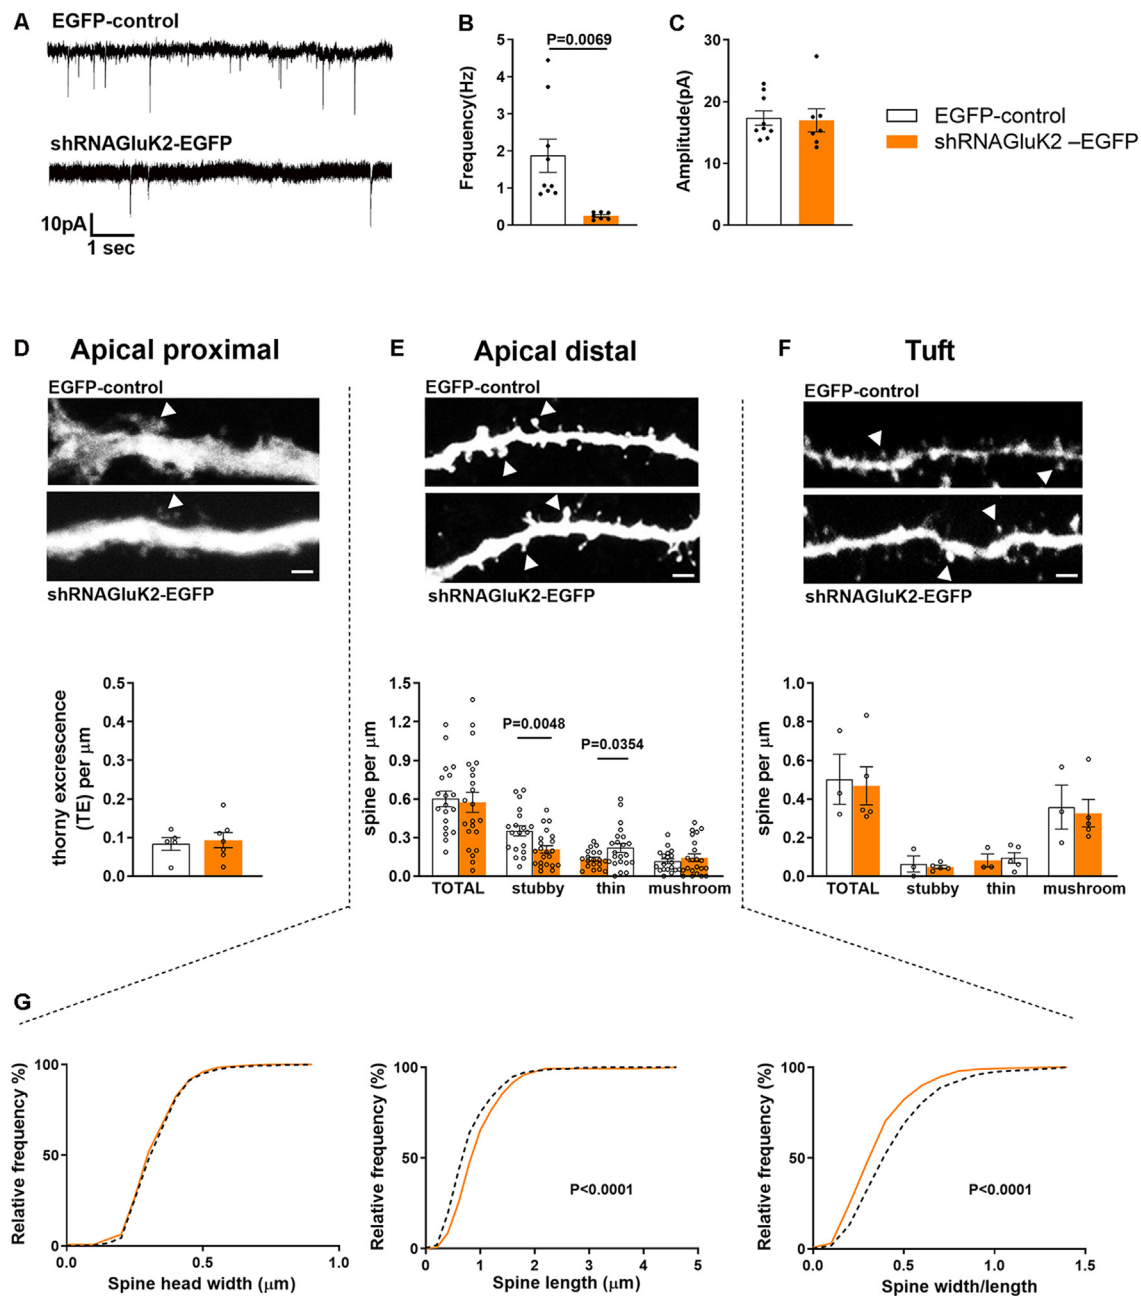 A
EGFP-control
shRNAGluK2-EGFP
10pA
1 sec
B
P=0.0069
Frequency(Hz)
5
4
3
2
1
0
C
Amplitude(pA)
30
20
10
0
EGFP-control
shRNAGluK2 –EGFP
D
Apical proximal
EGFP-control
shRNAGluK2-EGFP
thorny excrescence
(TE) per μm
0.5
0.4
0.3
0.2
0.1
0.0
E
Apical distal
EGFP-control
shRNAGluK2-EGFP
spine per μm
1.5
1.2
0.9
0.6
0.3
0.0
P=0.0048
P=0.0354
TOTAL stubby thin mushroom
F
Tuft
EGFP-control
shRNAGluK2-EGFP
spine per μm
1.0
0.8
0.6
0.4
0.2
0.0
TOTAL stubby thin mushroom
G
Relative frequency %)
100
50
0
0.0 0.5 1.0
Spine head width (μm)
Relative frequency (%)
100
50
0
P<0.0001
0 1 2 3 4 5
Spine length (μm)
Relative frequency (%)
100
50
0
P<0.0001
0.0 0.5 1.0 1.5
Spine width/length